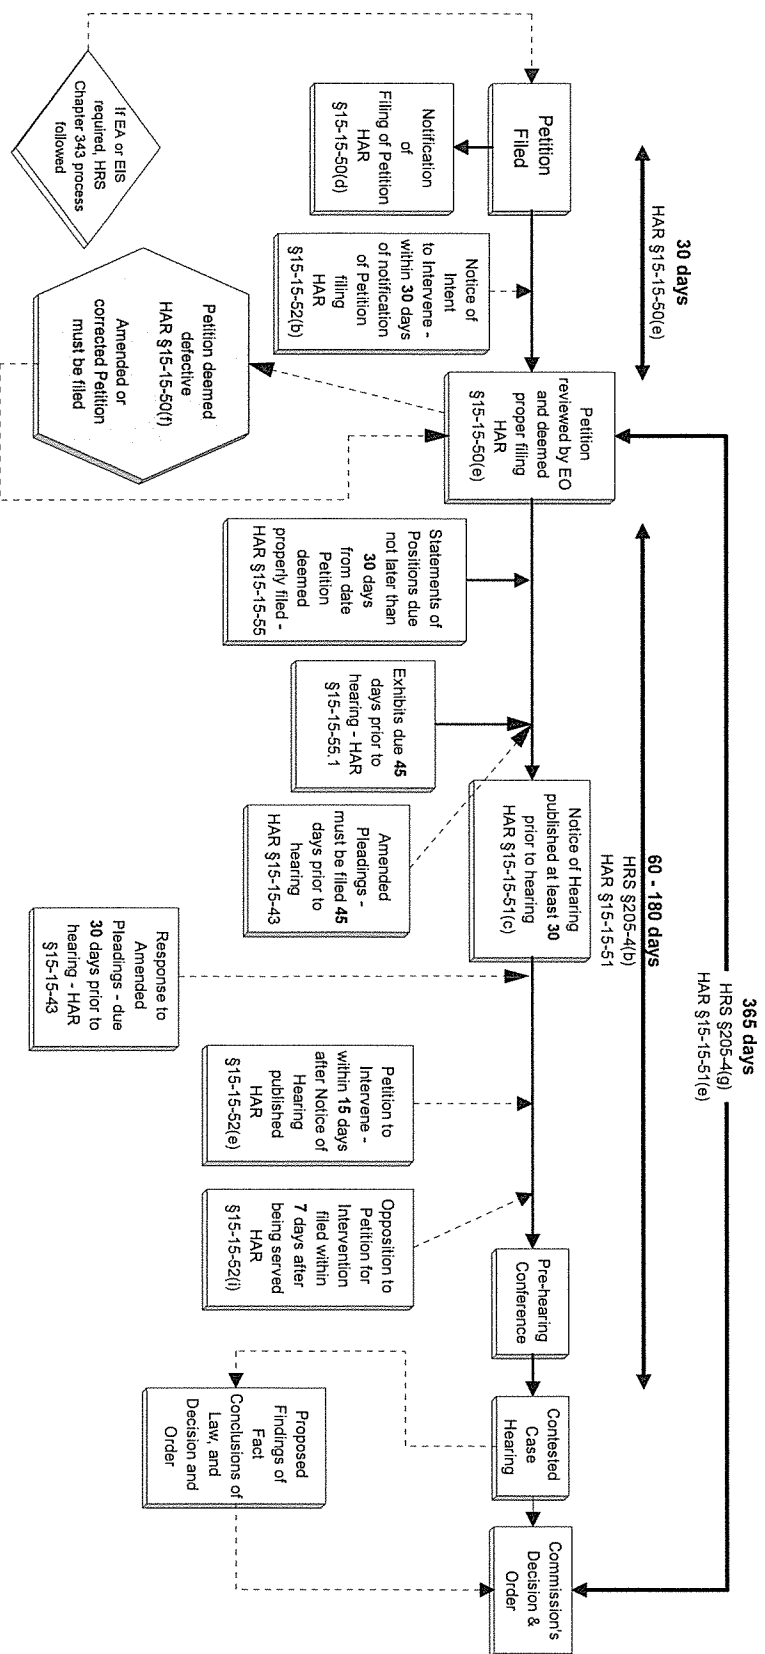 365 days
HRS §205-4(g)
HAR §15-15-51(e)
30 days
HAR §15-15-50(e)
60 - 180 days
HRS §205-4(b)
HAR §15-15-51
Petition
Filed
Petition
reviewed by EO
and deemed
proper filing
HAR
§15-15-50(e)
Notice of Hearing
published at least 30
prior to hearing
HAR §15-15-51(c)
Pre-hearing
Conference
Contested
Case
Hearing
Commission's
Decision &
Order
Notification
of
Filing of Petition
HAR
§15-15-50(d)
Notice of
Intent
to Intervene -
within 30 days
of notification
of Petition
filing
HAR
§15-15-52(b)
Statements of
Positions due
not later than
30 days
from date
Petition
deemed
properly filed -
HAR §15-15-55
Exhibits due 45
days prior to
hearing - HAR
§15-15-55.1
Amended
Pleadings -
must be filed 45
days prior to
hearing
HAR §15-15-43
Response to
Amended
Pleadings - due
30 days prior to
hearing - HAR
§15-15-43
Petition to
Intervene -
within 15 days
after Notice of
Hearing
published
HAR
§15-15-52(e)
Opposition to
Petition for
Intervention
filed within
7 days after
being served
HAR
§15-15-52(i)
Proposed
Findings of
Fact
Conclusions of
Law, and
Decision and
Order
If EA or EIS
required, HRS
Chapter 343 process
followed
Petition deemed
defective
HAR §15-15-50(f)
Amended or
corrected Petition
must be filed